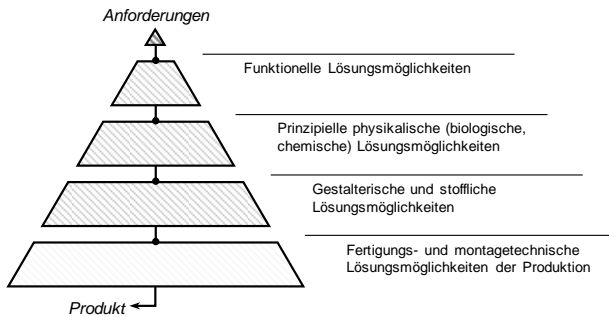 Anforderungen
Funktionelle Lösungsmöglichkeiten
Prinzipielle physikalische (biologische,
chemische) Lösungsmöglichkeiten
Gestalterische und stoffliche
Lösungsmöglichkeiten
Fertigungs- und montagetechnische
Lösungsmöglichkeiten der Produktion
Produkt